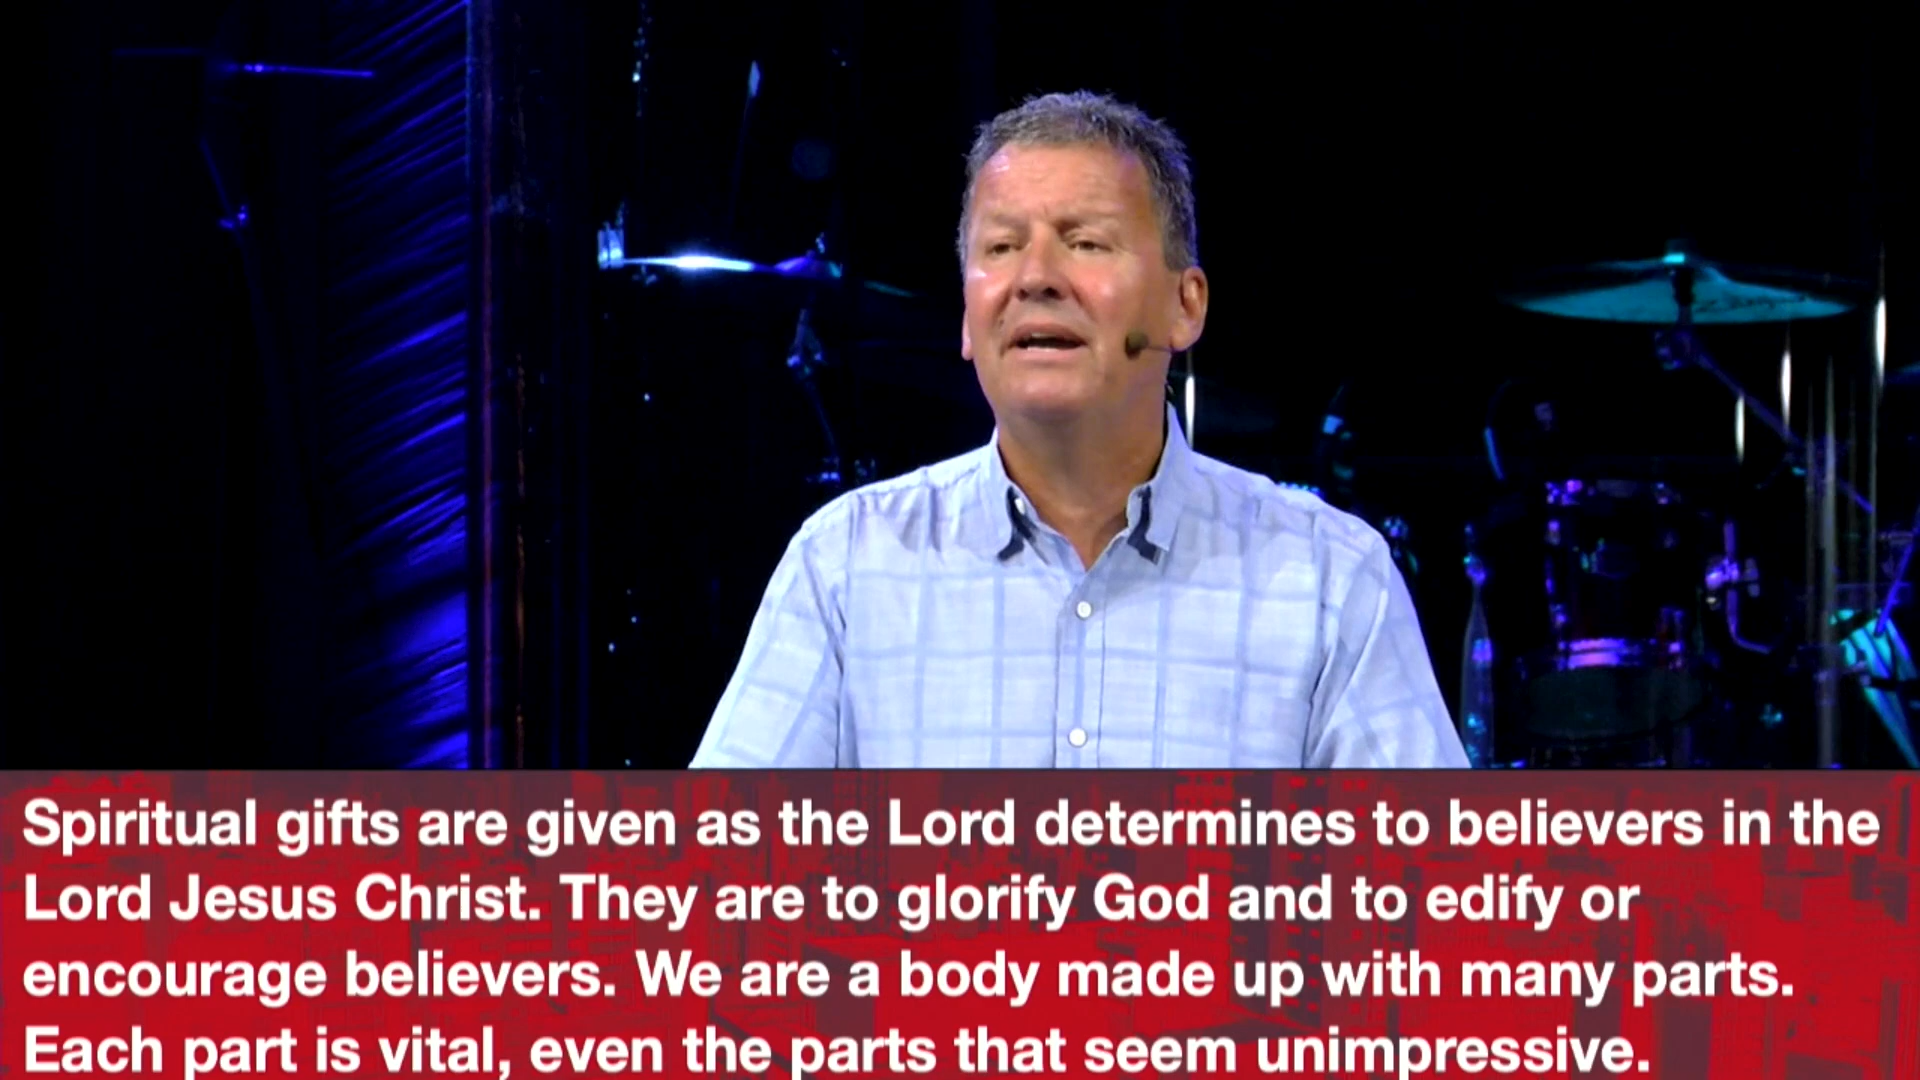 Spiritual gifts are given as the Lord determines to believers in the
Lord Jesus Christ. They are to glorify God and to edify or
encourage believers. We are a body made up with many parts.
Each part is vital, even the parts that seem unimpressive.